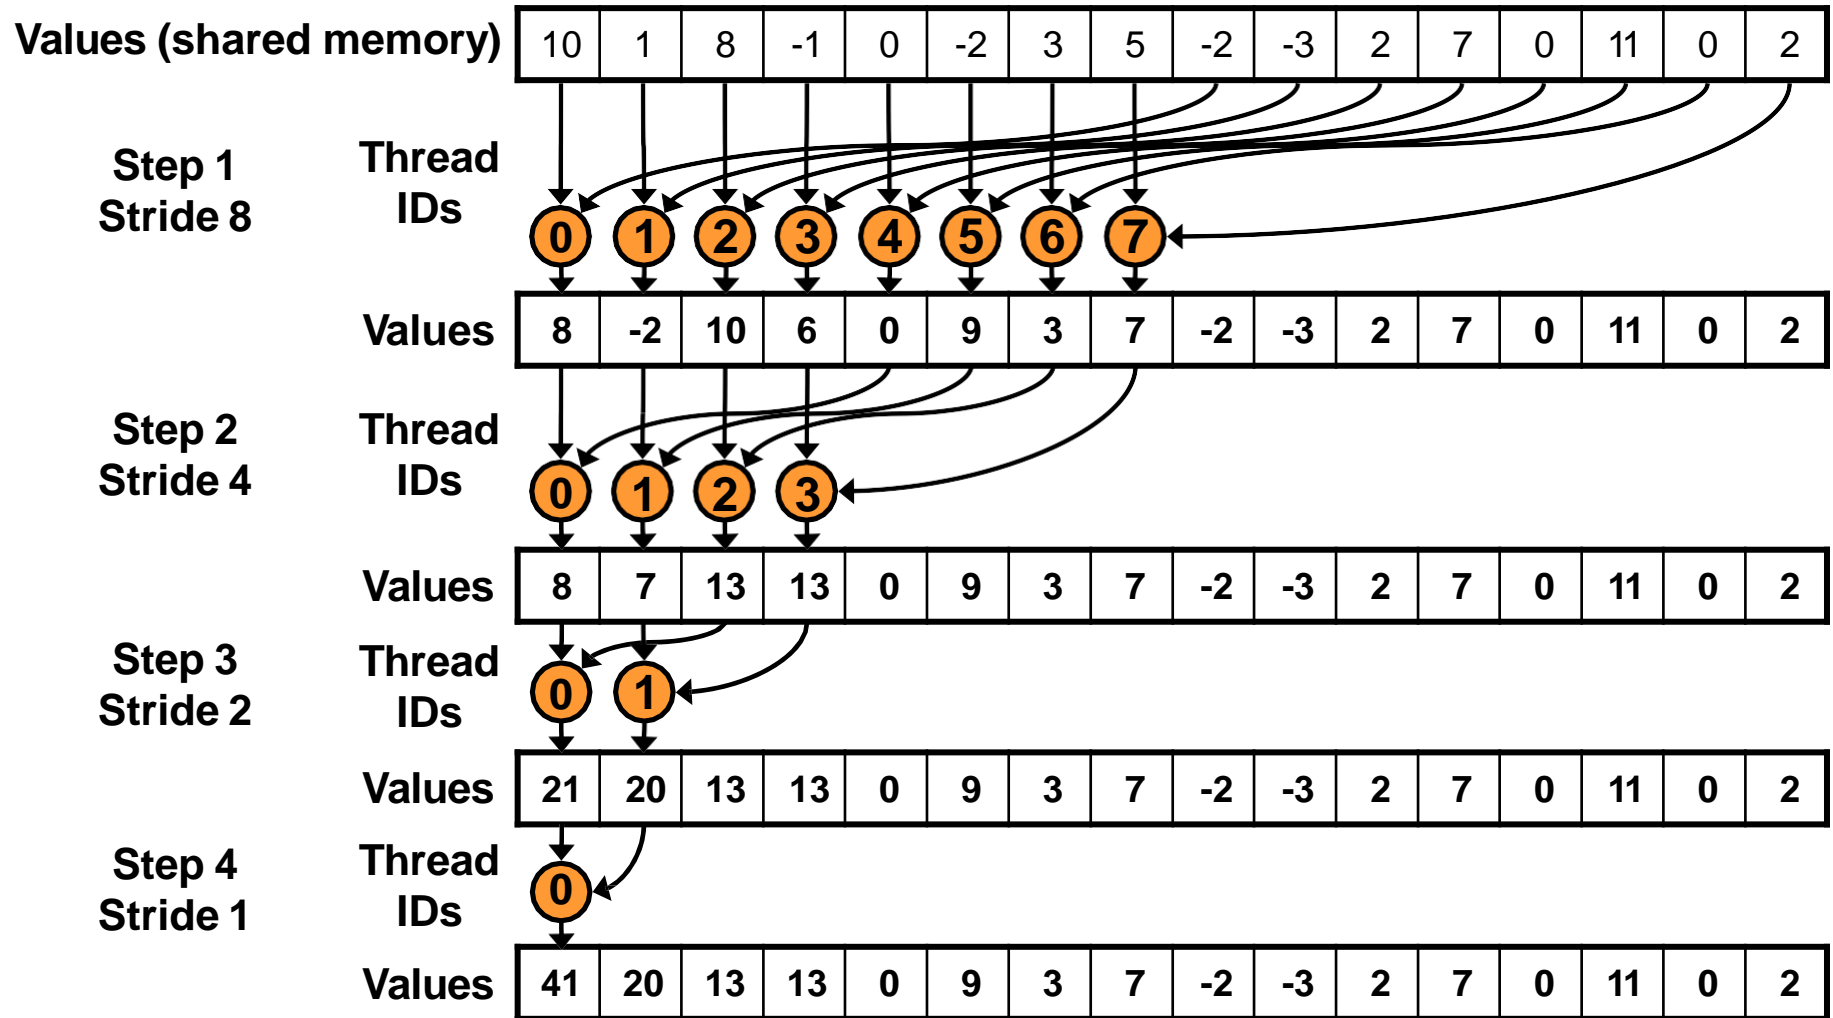 Values (shared memory) 10 1 8 -1 0 -2 3 5 -2 -3 2 7 0 11 0 2
Step 1 Thread
Stride 8 IDs
0 1 2 3 4 5 6 7
Values 8 -2 10 6 0 9 3 7 -2 -3 2 7 0 11 0 2
Step 2 Thread
Stride 4 IDs
0 1 2 3
Values 8 7 13 13 0 9 3 7 -2 -3 2 7 0 11 0 2
Step 3 Thread
Stride 2 IDs
0 1
Values 21 20 13 13 0 9 3 7 -2 -3 2 7 0 11 0 2
Step 4 Thread
Stride 1 IDs
0
Values 41 20 13 13 0 9 3 7 -2 -3 2 7 0 11 0 2